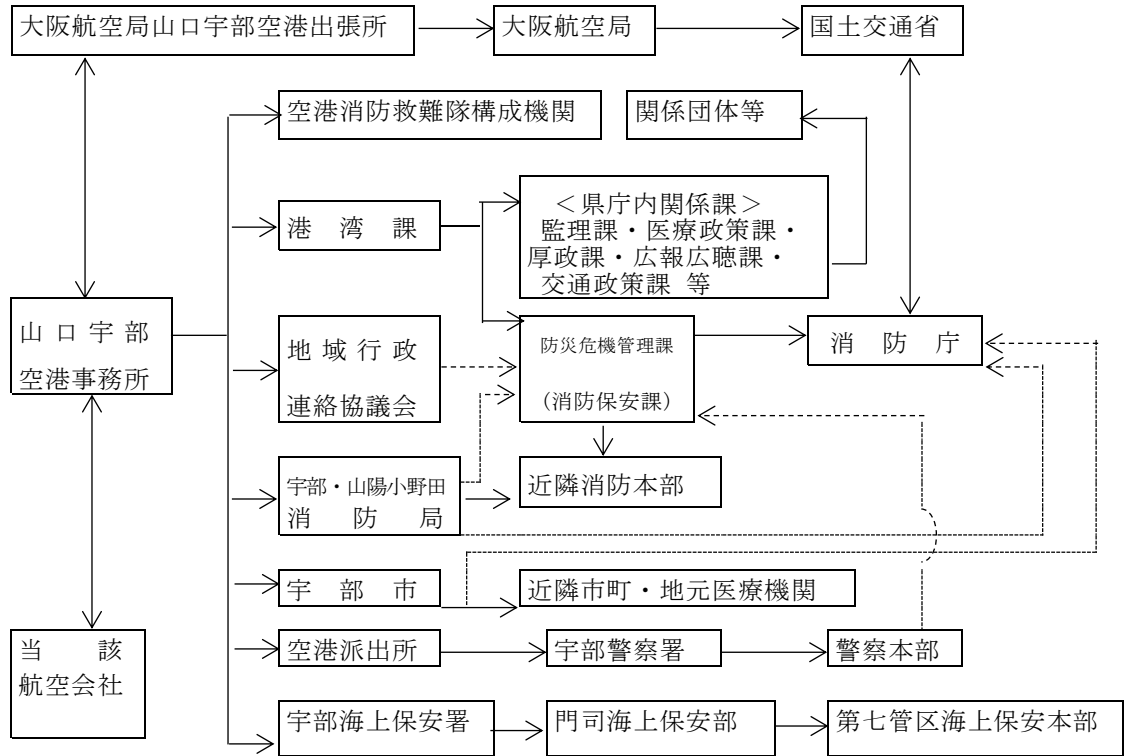 大阪航空局山口宇部空港出張所
大阪航空局
国土交通省
空港消防救難隊構成機関
関係団体等
港湾課
＜県庁内関係課＞
監理課・医療政策課・
厚政課・広報広聴課・
交通政策課 等
山口宇部
空港事務所
地域行政
連絡協議会
防災危機管理課
(消防保安課)
消防庁
宇部・山陽小野田
消防局
近隣消防本部
宇部市
近隣市町・地元医療機関
当該
航空会社
空港派出所
宇部警察署
警察本部
宇部海上保安署
門司海上保安部
第七管区海上保安本部